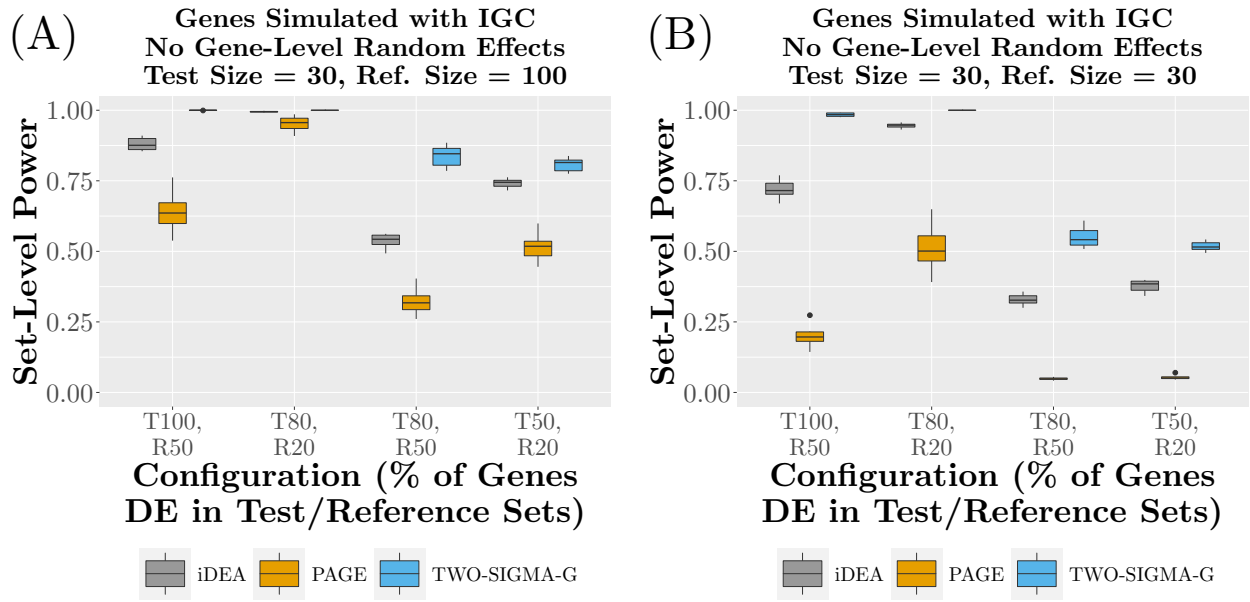 (A)
Genes Simulated with IGC
No Gene-Level Random Effects
Test Size = 30, Ref. Size = 100
Set-Level Power
1.00
0.75
0.50
0.25
0.00
T100,
R50
T80,
R20
T80,
R50
T50,
R20
Configuration (% of Genes
DE in Test/Reference Sets)
iDEA
PAGE
TWO-SIGMA-G
(B)
Genes Simulated with IGC
No Gene-Level Random Effects
Test Size = 30, Ref. Size = 30
Set-Level Power
1.00
0.75
0.50
0.25
0.00
T100,
R50
T80,
R20
T80,
R50
T50,
R20
Configuration (% of Genes
DE in Test/Reference Sets)
iDEA
PAGE
TWO-SIGMA-G